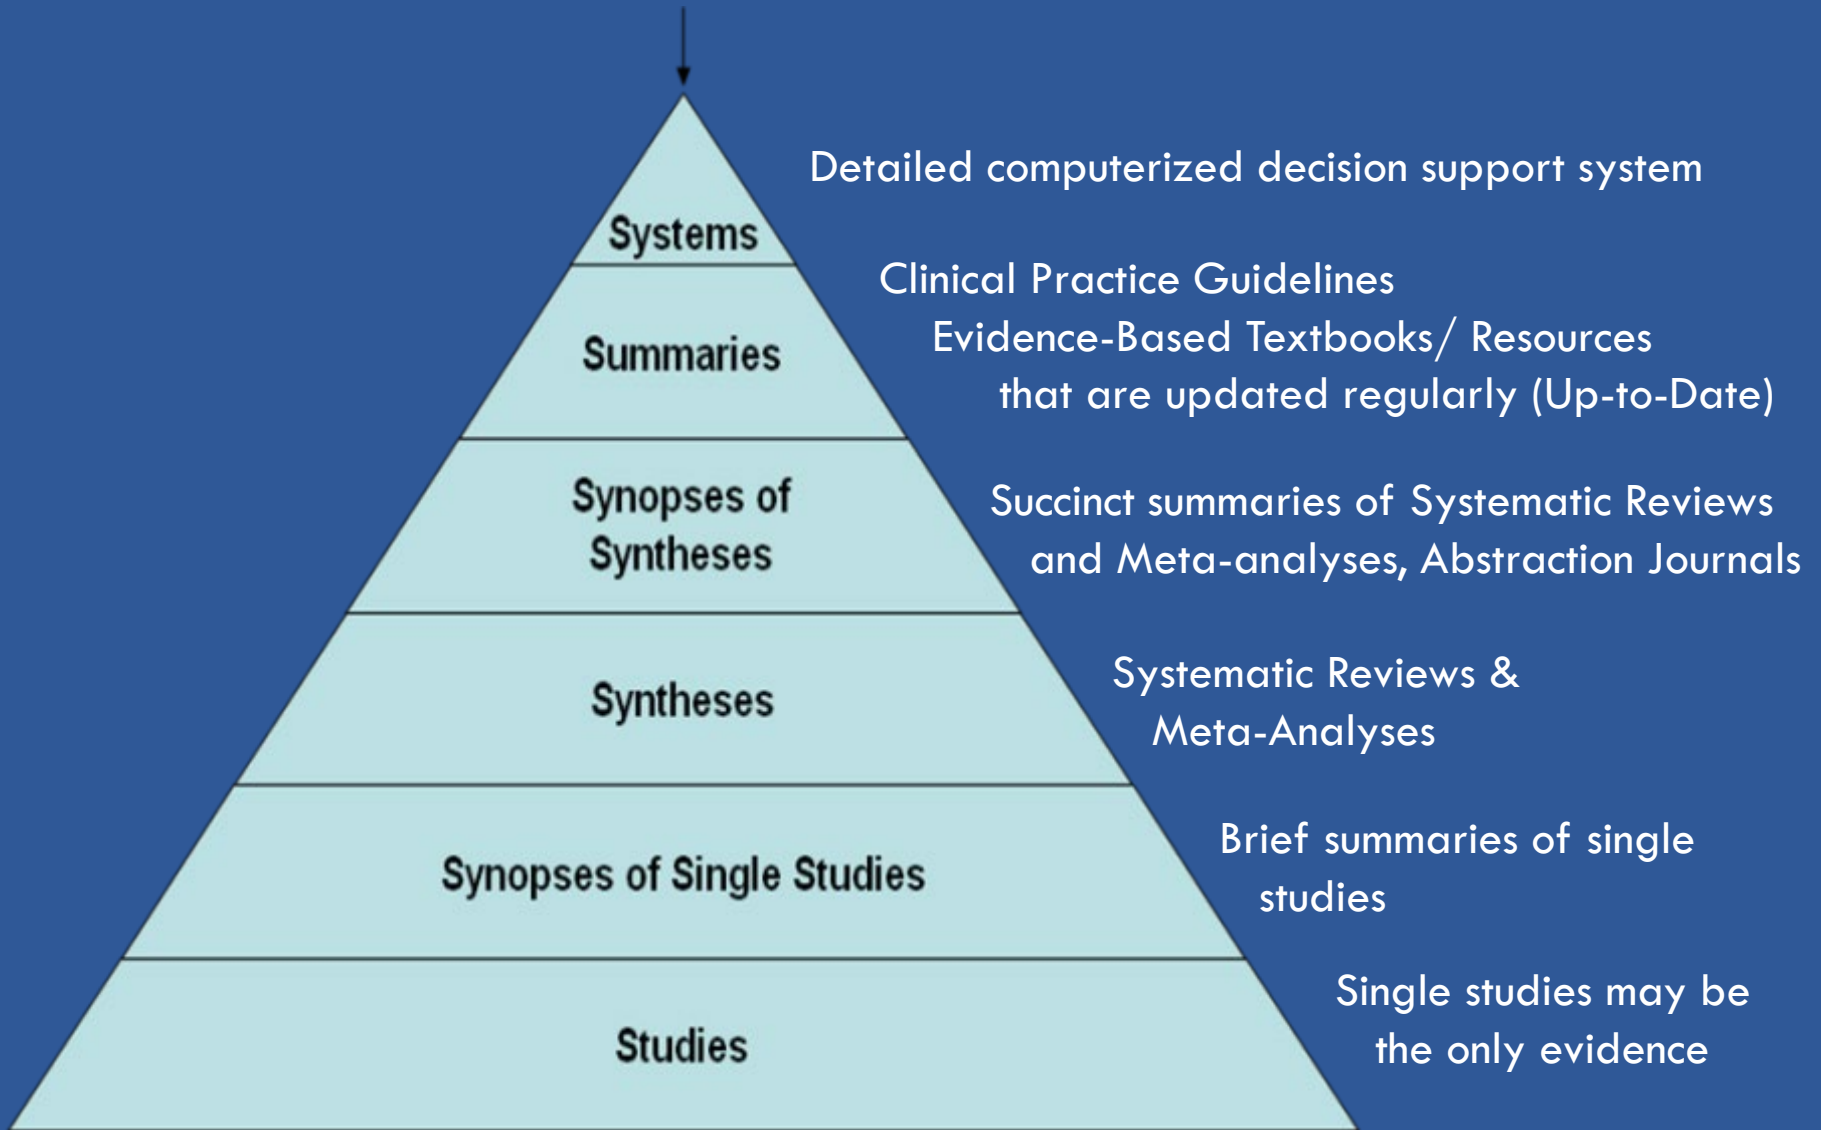 Detailed computerized decision support system
Systems
Clinical Practice Guidelines
Evidence-Based Textbooks/ Resources
that are updated regularly (Up-to-Date)
Summaries
Succinct summaries of Systematic Reviews
and Meta-analyses, Abstraction Journals
Synopses of
Syntheses
Systematic Reviews &
Meta-Analyses
Syntheses
Brief summaries of single
studies
Synopses of Single Studies
Single studies may be
the only evidence
Studies